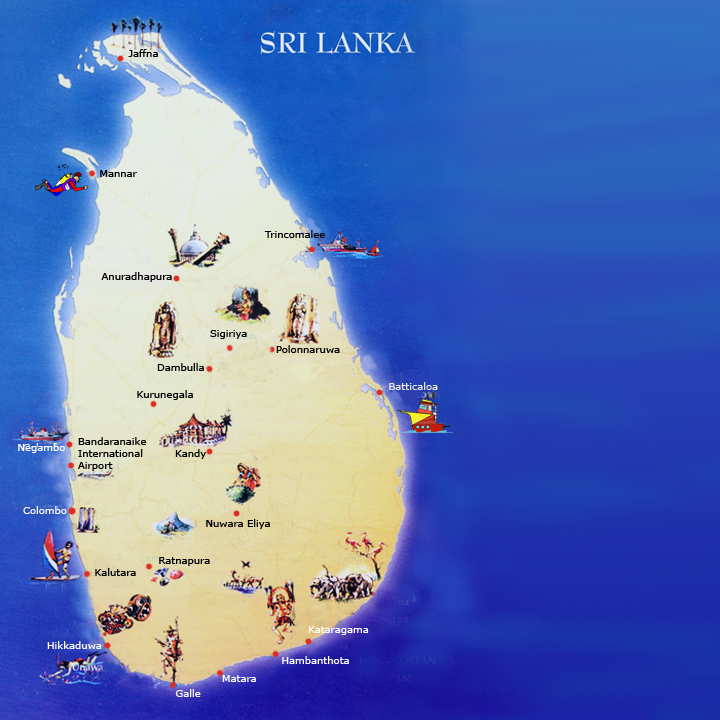 SRI LANKA
Jaffna
Mannar
Trincomalee
Anuradhapura
Sigiriya
Polonnaruwa
Dambulla
Batticaloa
Kurunegala
Negambo
Bandaranaike
International
Airport
Kandy
Colombo
Nuwara Eliya
Ratnapura
Kalutara
Kataragama
Hikkaduwa
Hambanthota
Matara
Galle